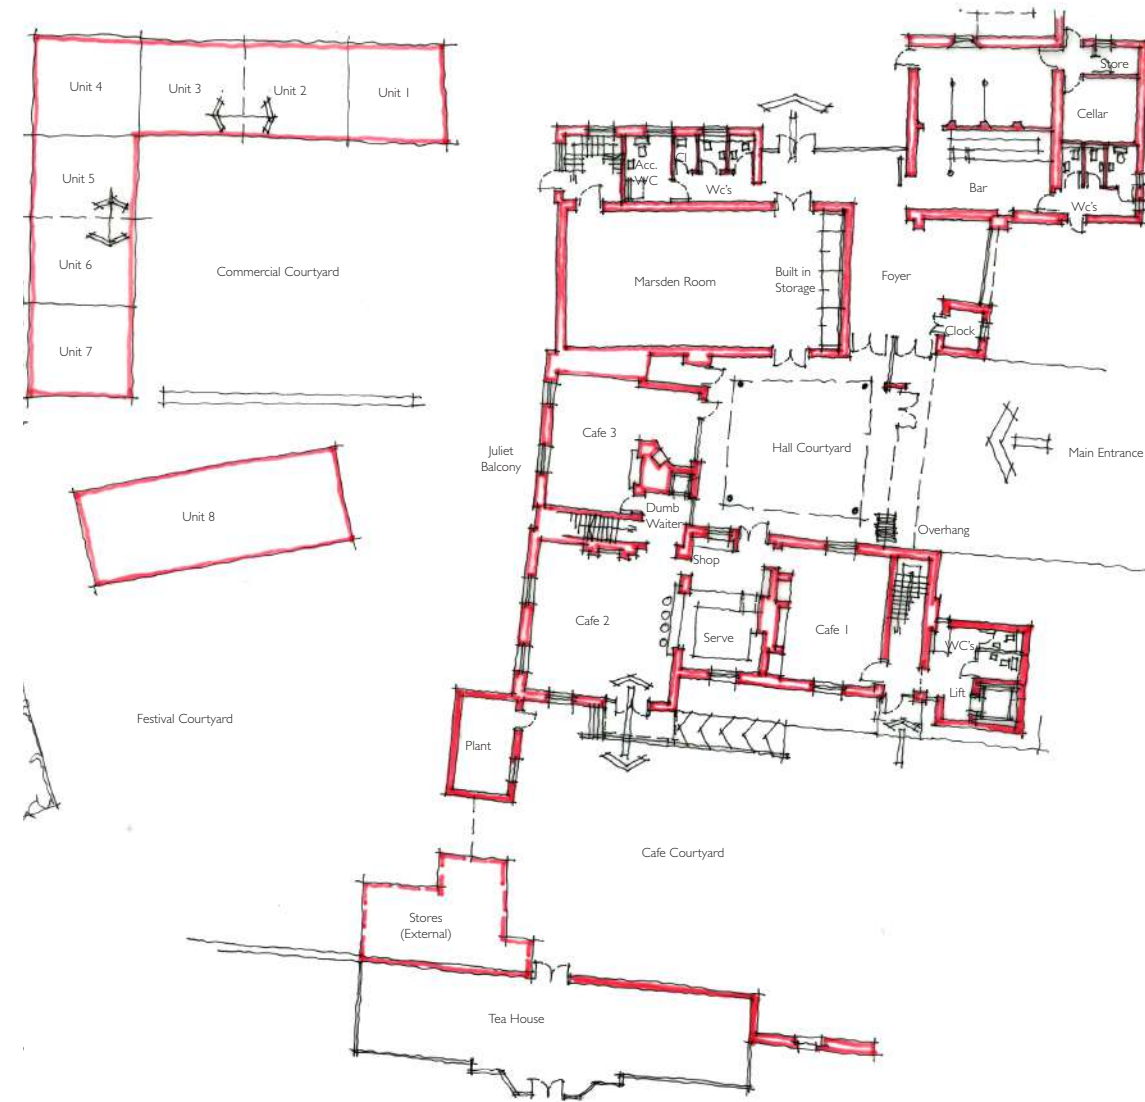 Store
Unit 4
Unit 3
Unit 2
Unit 1
Cellar
Acc.
WC
Wc's
Bar
Wc's
Unit 5
Unit 6
Commercial Courtyard
Marsden Room
Built in
Storage
Foyer
Clock
Unit 7
Cafe 3
Hall Courtyard
Main Entrance
Juliet
Balcony
Unit 8
Dumb
Waiter
Overhang
Shop
Cafe 2
Serve
Cafe 1
WC's
Lift
Festival Courtyard
Plant
Cafe Courtyard
Stores
(External)
Tea House